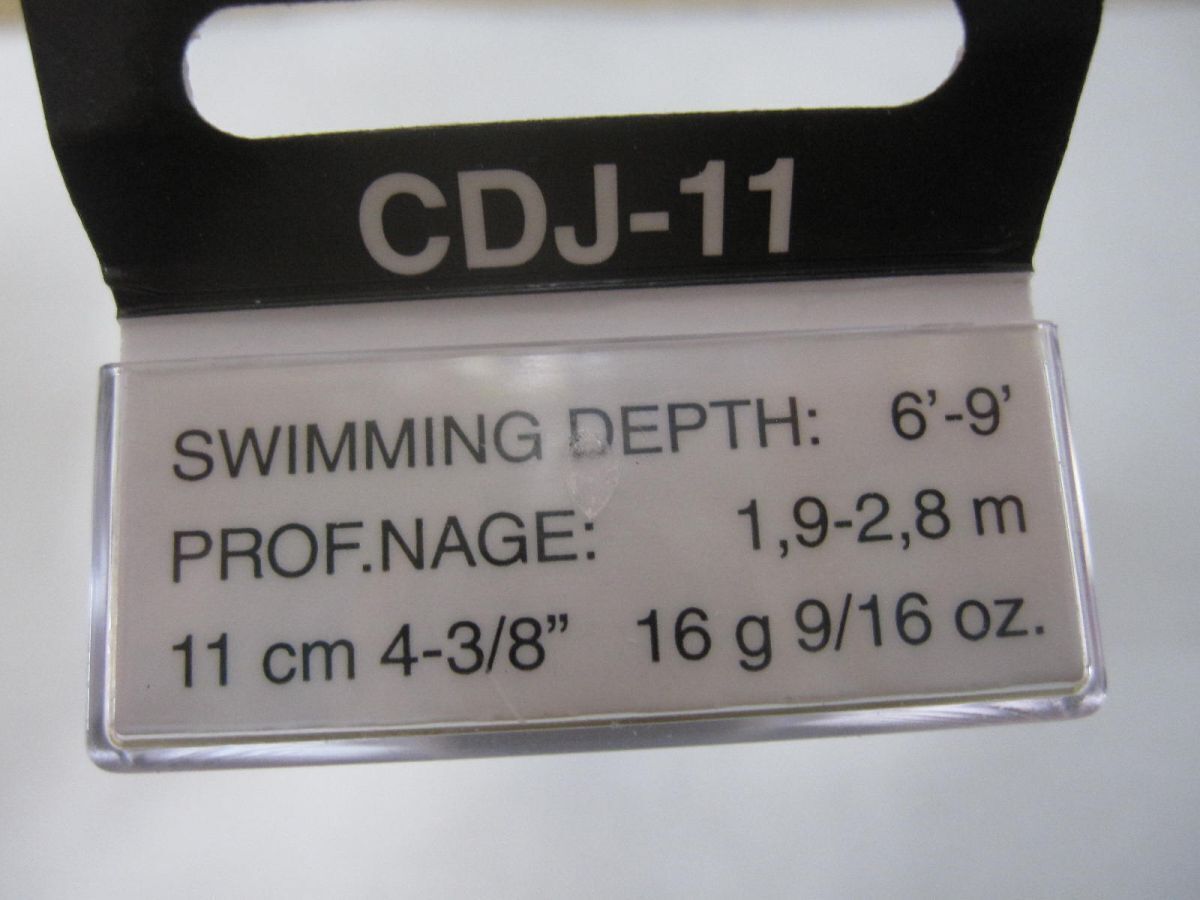 CDJ-11
SWIMMING DEPTH: 6'-9'
PROF.NAGE: 1,9-2,8 m
11 cm 4-3/8” 16 g 9/16 oz.